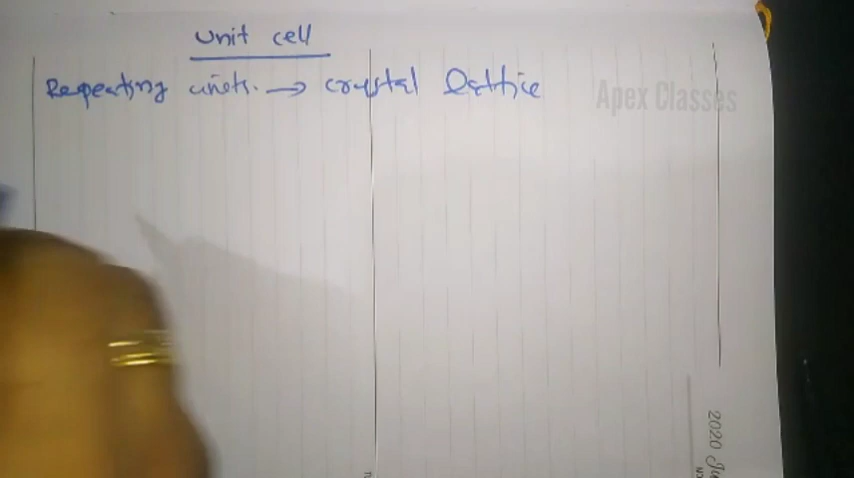 Unit cell
Repeating units. → crystal lattice
Apex Classes
2020